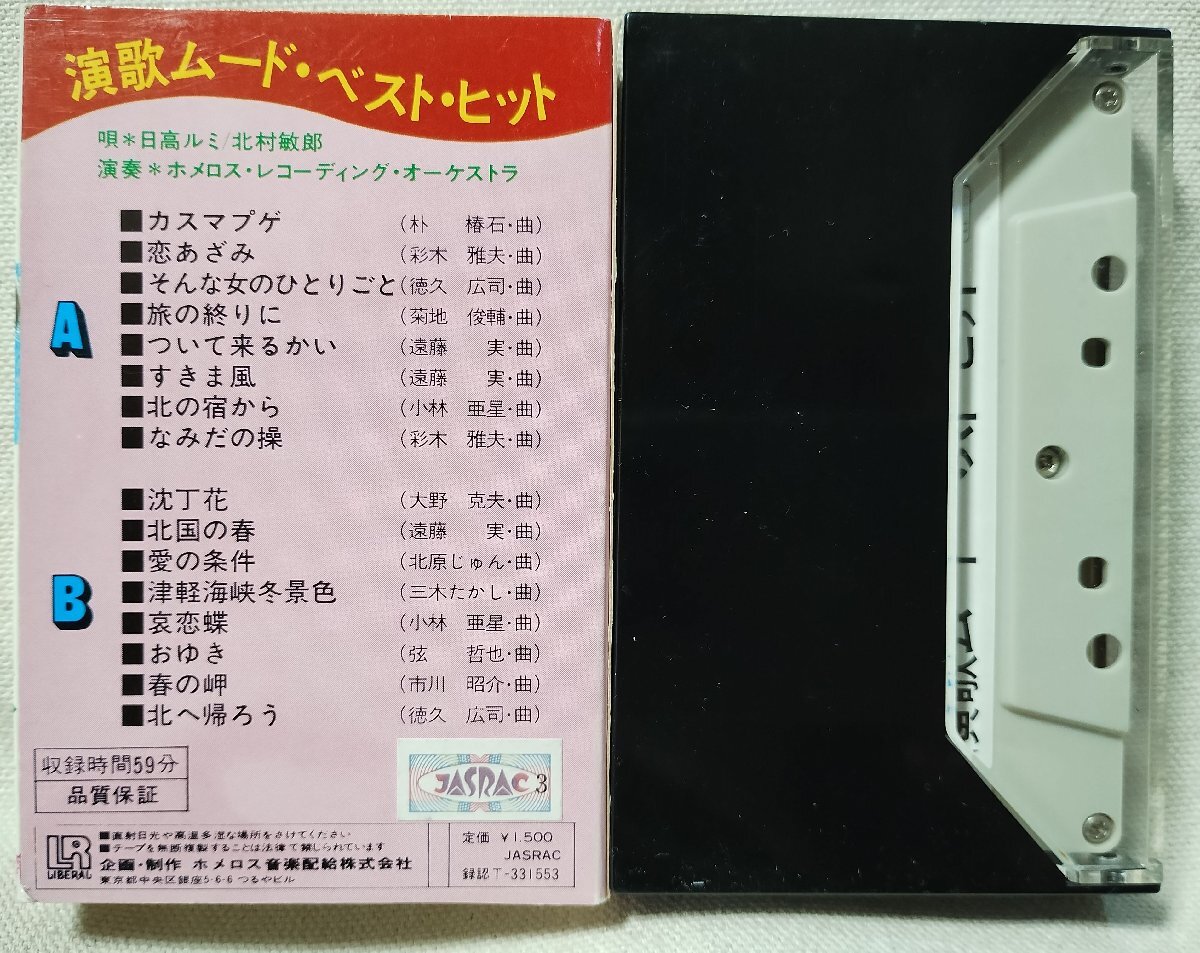 演歌ムード・ベスト・ヒット
唄＊日高ルミ/北村敏郎
演奏＊ホメロス・レコーディング・オーケストラ
A
■カスマプゲ (朴 椿石・曲)
■恋あざみ (彩木 雅夫・曲)
■そんな女のひとりごと (徳久 広司・曲)
■旅の終りに (菊地 俊輔・曲)
■ついて来るかい (遠藤 実・曲)
■すきま風 (遠藤 実・曲)
■北の宿から (小林 亜星・曲)
■なみだの操 (彩木 雅夫・曲)
B
■沈丁花 (大野 克夫・曲)
■北国の春 (遠藤 実・曲)
■愛の条件 (北原じゅん・曲)
■津軽海峡冬景色 (三木たかし・曲)
■哀恋蝶 (小林 亜星・曲)
■おゆき (弦 哲也・曲)
■春の岬 (市川 昭介・曲)
■北へ帰ろう (徳久 広司・曲)
収録時間59分
品質保証
JASRAC 3
LR
LIBERAL
■直射日光や高温多湿な場所をさけてください
■テープを無断複製することは法律で禁じられています
企画・制作 ホメロス音楽配給株式会社
東京都中央区銀座5-6-6 つるやビル
定価 ¥1,500
JASRAC
録認T-331553